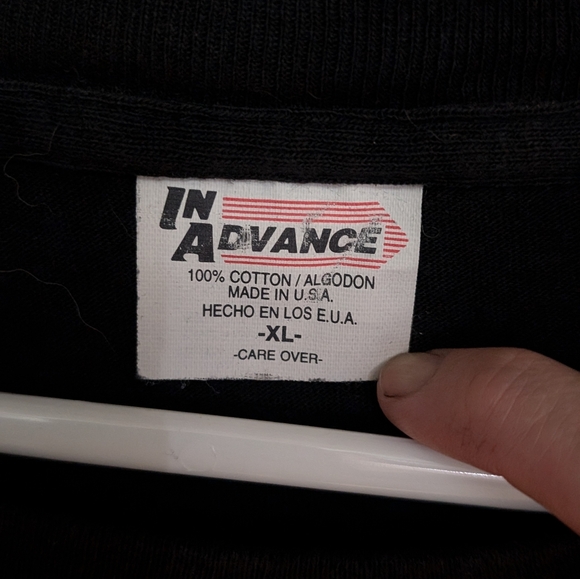 IN
ADVANCE
100% COTTON / ALGODON
MADE IN U.S.A.
HECHO EN LOS E.U.A.
-XL-
-CARE OVER-